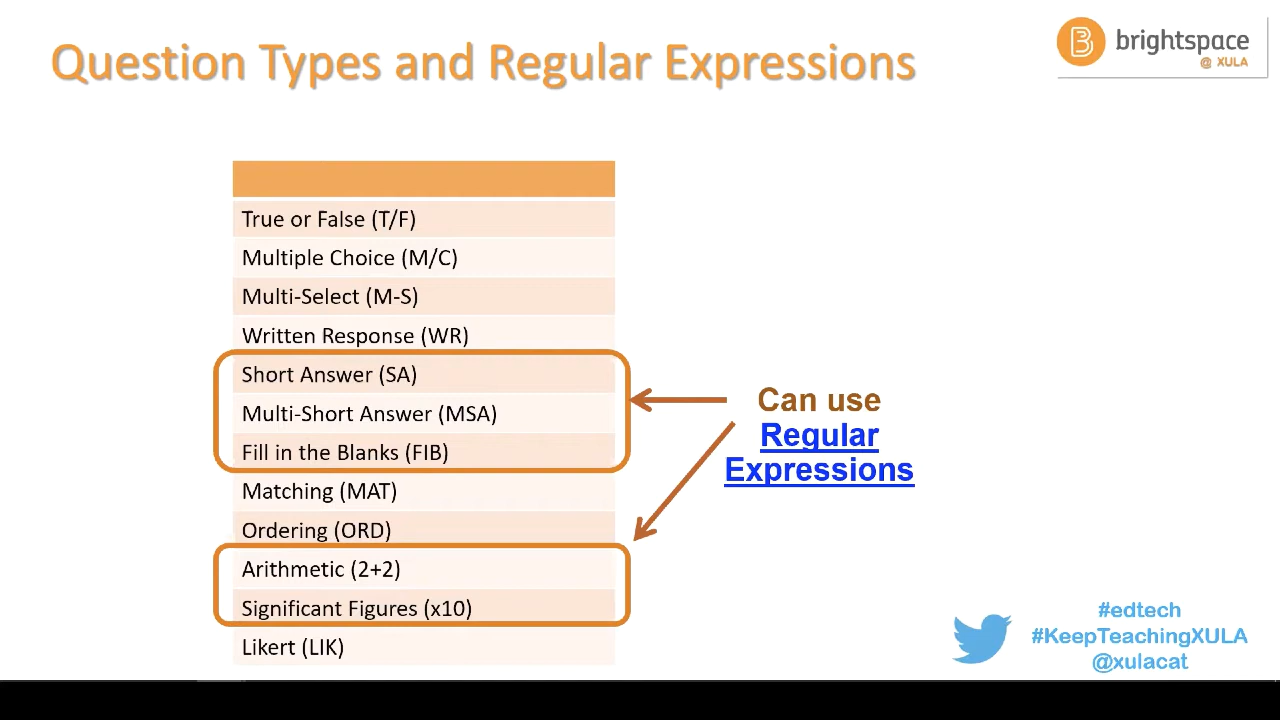 Question Types and Regular Expressions
brightspace
@ XULA
True or False (T/F)
Multiple Choice (M/C)
Multi-Select (M-S)
Written Response (WR)
Short Answer (SA)
Multi-Short Answer (MSA)
Fill in the Blanks (FIB)
Matching (MAT)
Ordering (ORD)
Arithmetic (2+2)
Significant Figures (x10)
Likert (LIK)
Can use
Regular
Expressions
#edtech
#KeepTeachingXULA
@xulacat